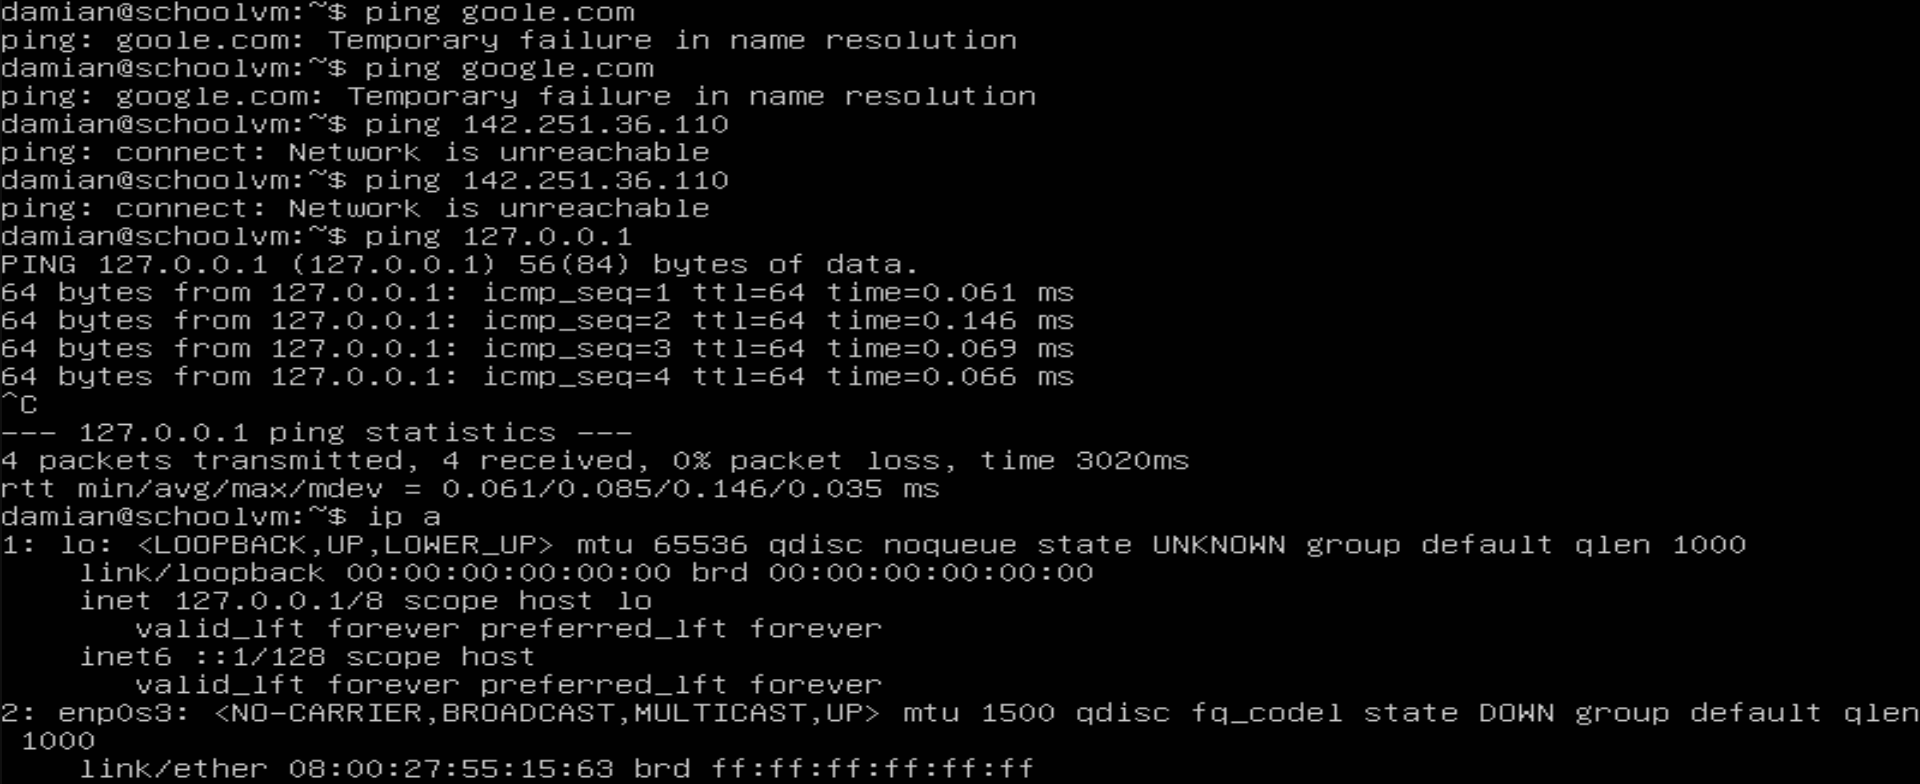 damian@schoolvm:~$ ping goole.com
ping: goole.com: Temporary failure in name resolution
damian@schoolvm:~$ ping google.com
ping: google.com: Temporary failure in name resolution
damian@schoolvm:~$ ping 142.251.36.110
ping: connect: Network is unreachable
damian@schoolvm:~$ ping 142.251.36.110
ping: connect: Network is unreachable
damian@schoolvm:~$ ping 127.0.0.1
PING 127.0.0.1 (127.0.0.1) 56(84) bytes of data.
64 bytes from 127.0.0.1: icmp_seq=1 ttl=64 time=0.061 ms
64 bytes from 127.0.0.1: icmp_seq=2 ttl=64 time=0.146 ms
64 bytes from 127.0.0.1: icmp_seq=3 ttl=64 time=0.069 ms
64 bytes from 127.0.0.1: icmp_seq=4 ttl=64 time=0.066 ms
^C
--- 127.0.0.1 ping statistics ---
4 packets transmitted, 4 received, 0% packet loss, time 3020ms
rtt min/avg/max/mdev = 0.061/0.085/0.146/0.035 ms
damian@schoolvm:~$ ip a
1: lo: <LOOPBACK,UP,LOWER_UP> mtu 65536 qdisc noqueue state UNKNOWN group default qlen 1000
    link/loopback 00:00:00:00:00:00 brd 00:00:00:00:00:00
    inet 127.0.0.1/8 scope host lo
       valid_lft forever preferred_lft forever
    inet6 ::1/128 scope host
       valid_lft forever preferred_lft forever
2: enp0s3: <NO-CARRIER,BROADCAST,MULTICAST,UP> mtu 1500 qdisc fq_codel state DOWN group default qlen
 1000
    link/ether 08:00:27:55:15:63 brd ff:ff:ff:ff:ff:ff